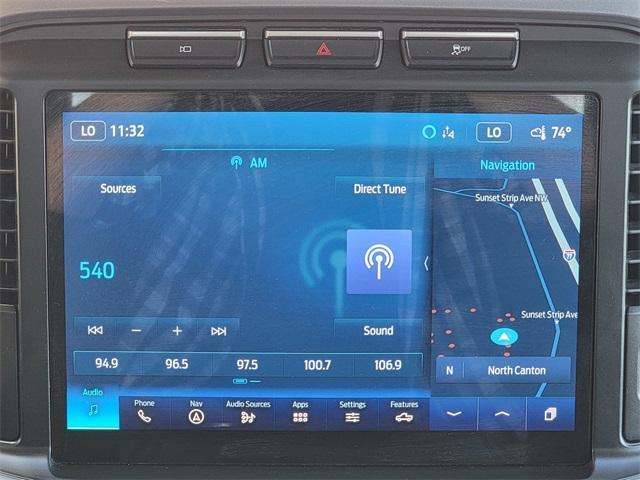 OFF
LO 11:32 LO 74°
AM
Navigation
Sources Direct Tune
Sunset Strip Ave NW
540
77
Sunset Strip Ave
Sound
94.9 96.5 97.5 100.7 106.9
N North Canton
Audio Phone Nav Audio Sources Apps Settings Features